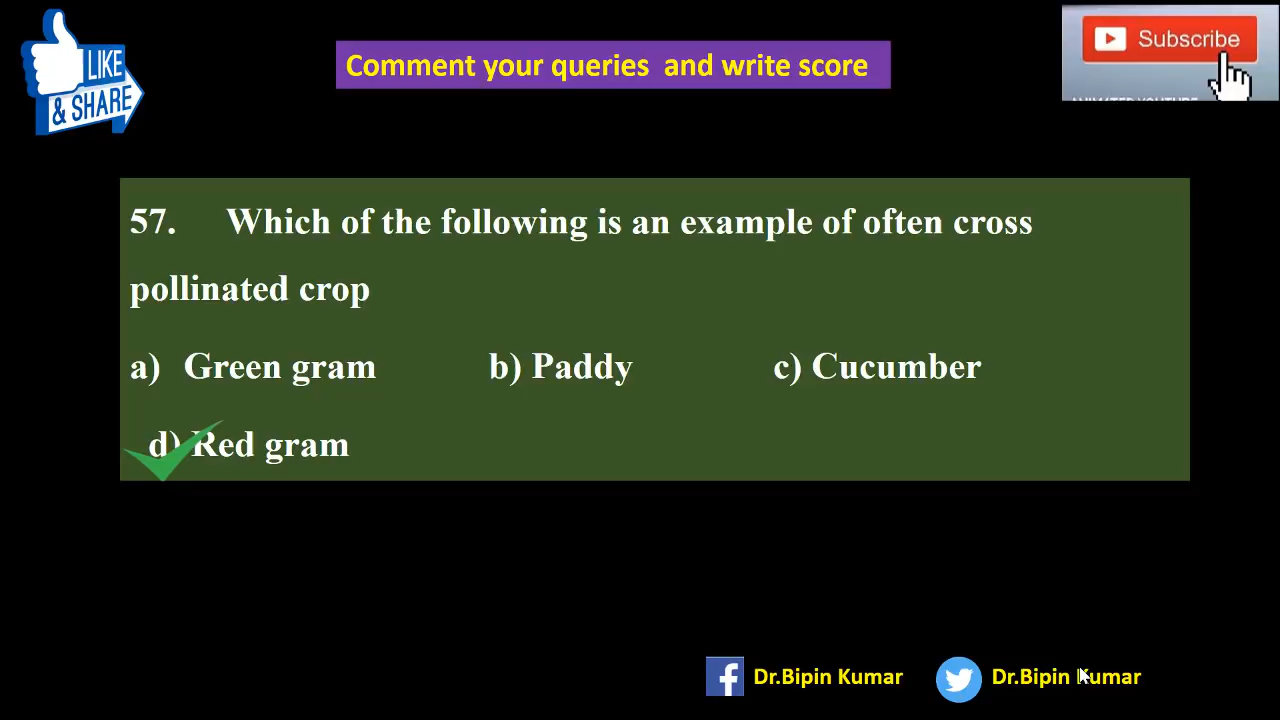 LIKE
& SHARE
Comment your queries and write score
Subscribe
57. Which of the following is an example of often cross
pollinated crop
a) Green gram b) Paddy c) Cucumber
d) Red gram
Dr.Bipin Kumar Dr.Bipin Kumar